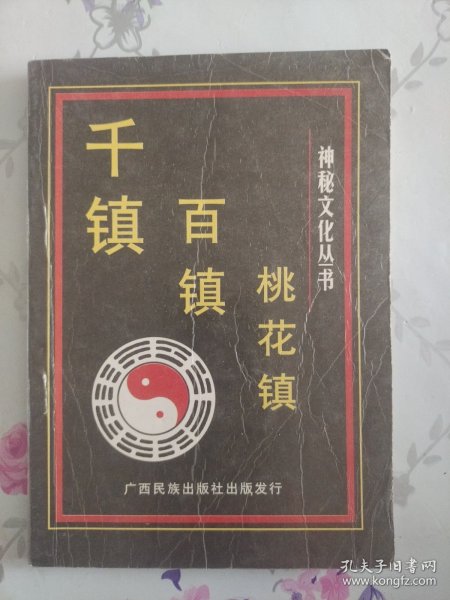 千镇
百镇
桃花镇
神秘文化丛书
广西民族出版社出版发行
孔夫子旧书网
www.kongfz.com